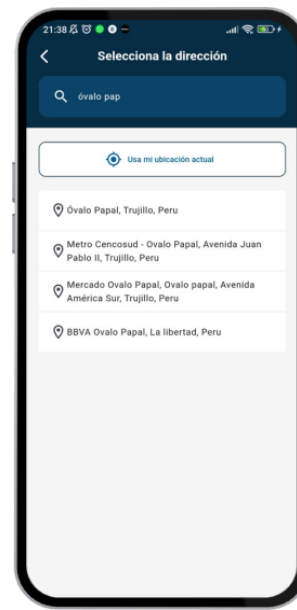 21:38
Selecciona la dirección
óvalo pap
Usa mi ubicación actual
Óvalo Papal, Trujillo, Peru
Metro Cencosud - Ovalo Papal, Avenida Juan
Pablo II, Trujillo, Peru
Mercado Ovalo Papal, Ovalo papal, Avenida
América Sur, Trujillo, Peru
BBVA Ovalo Papal, La libertad, Peru